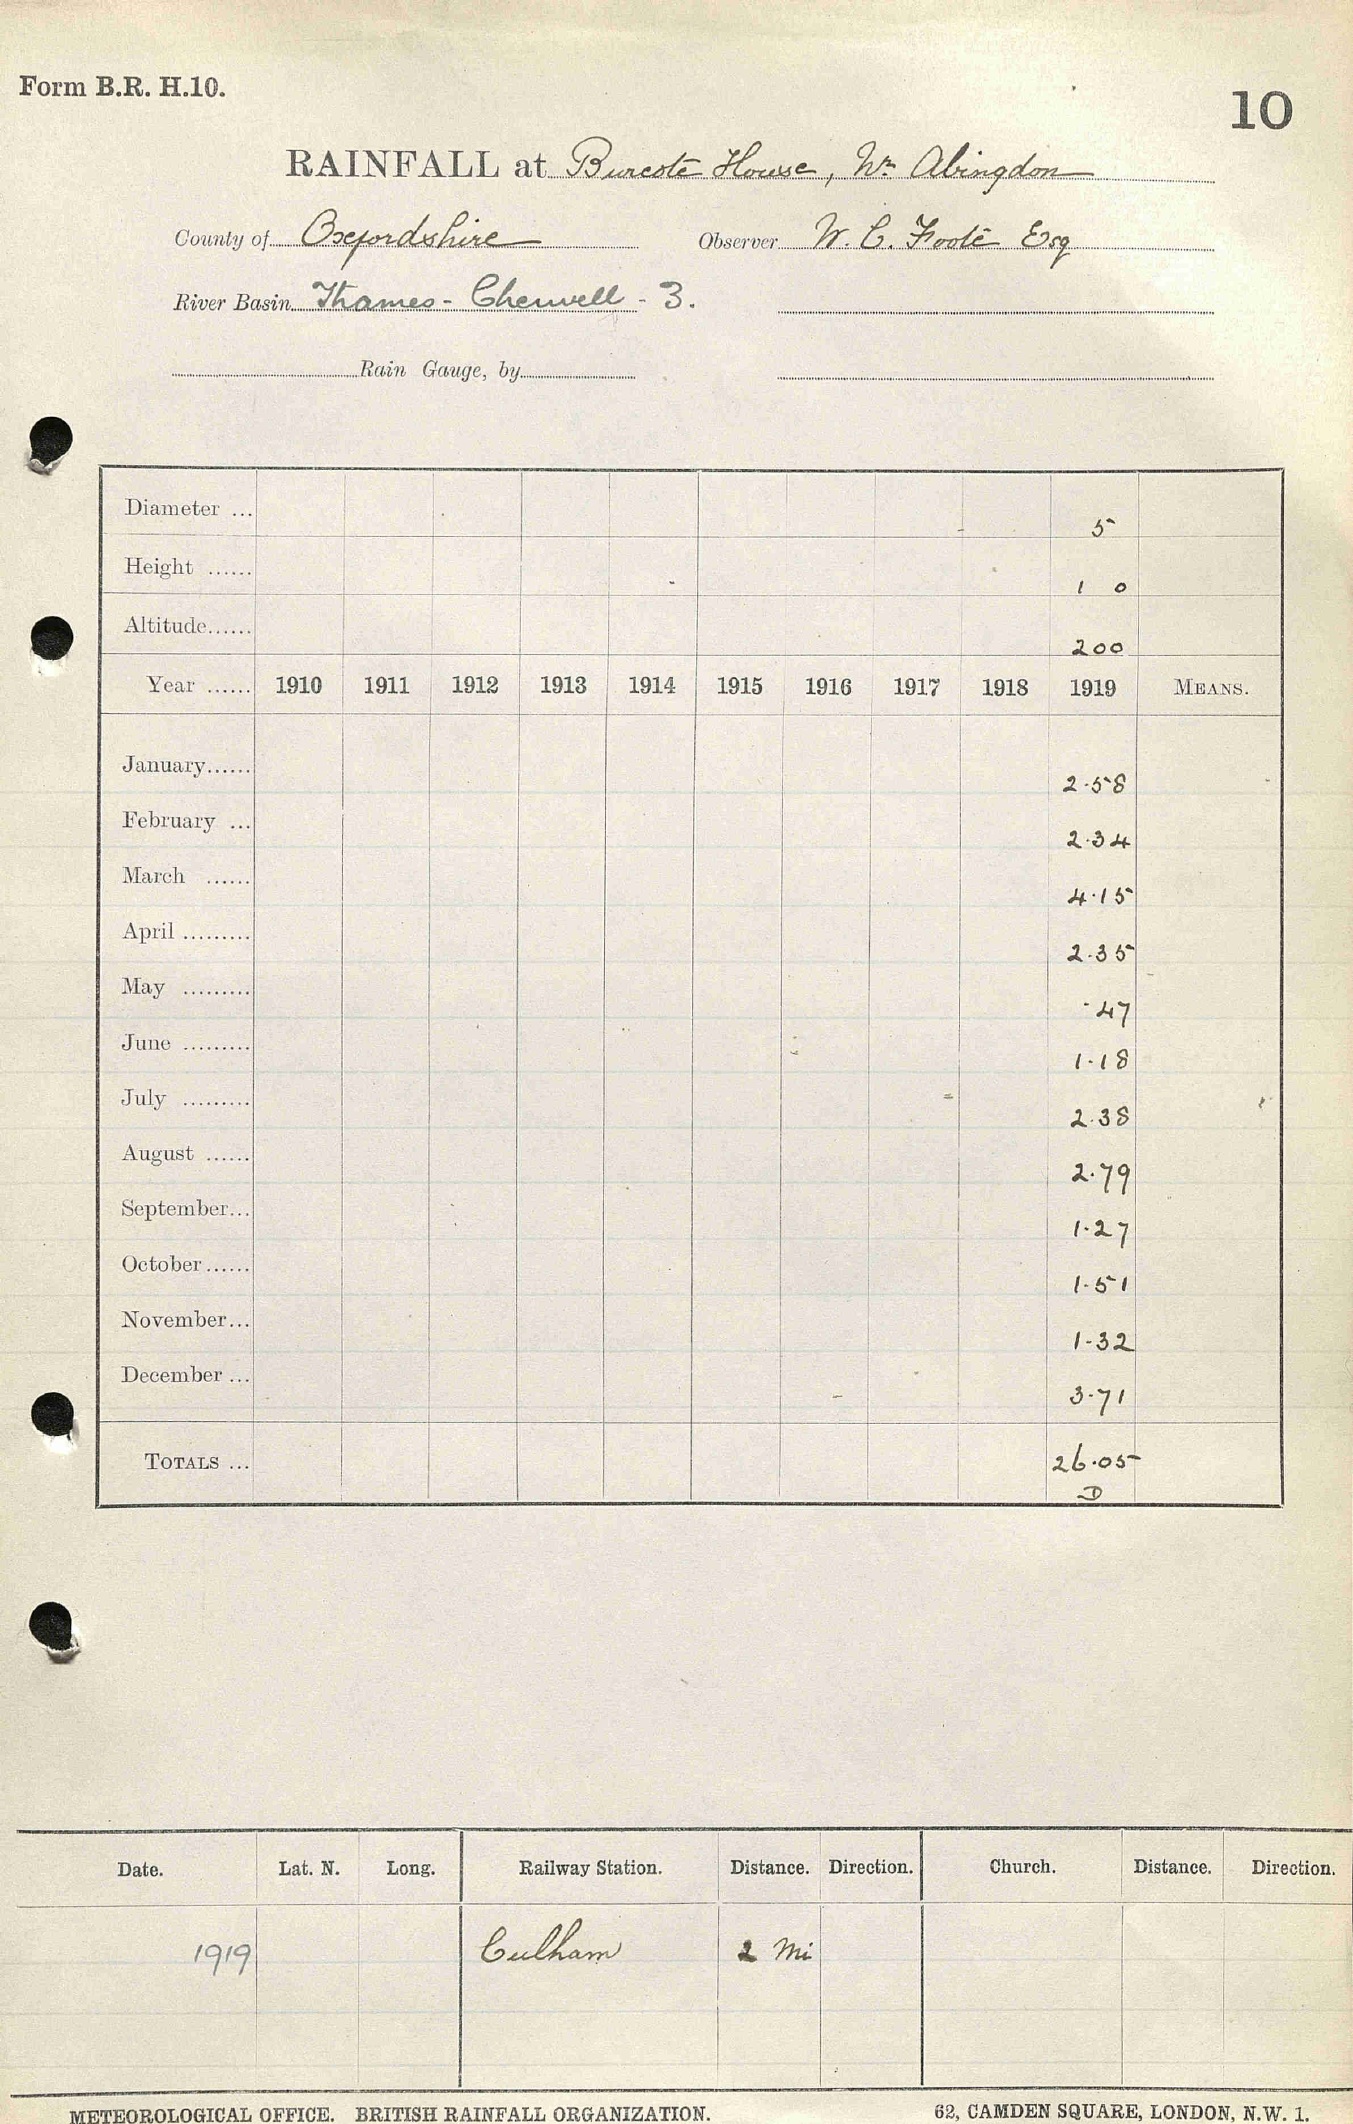 Form B.R. H.10.
10
RAINFALL at Burcote House, Nr Abingdon
County of Oxfordshire Observer W. C. Foote Esq
River Basin Thames - Cherwell - 3.
Rain Gauge, by
Diameter ... 5
Height ...... 1 0
Altitude...... 200
Year ...... 1910 1911 1912 1913 1914 1915 1916 1917 1918 1919 MEANS.
January...... 2.58
February ... 2.34
March ...... 4.15
April ......... 2.35
May ......... .47
June ......... 1.18
July ......... 2.38
August ...... 2.79
September... 1.27
October...... 1.51
November... 1.32
December ... 3.71
TOTALS ... 26.05
D
Date. Lat. N. Long. Railway Station. Distance. Direction. Church. Distance. Direction.
1919 Culham 2 Mi
METEOROLOGICAL OFFICE. BRITISH RAINFALL ORGANIZATION. 62, CAMDEN SQUARE, LONDON, N.W. 1.